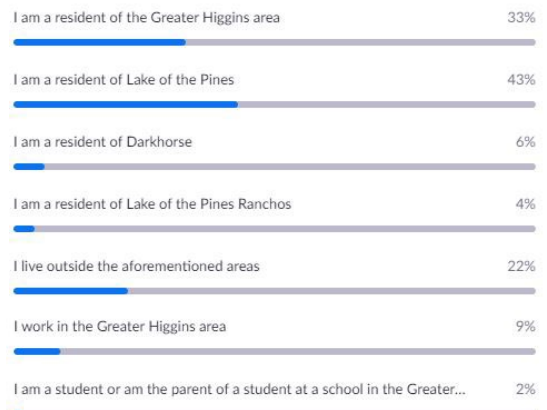 I am a resident of the Greater Higgins area 33%
I am a resident of Lake of the Pines 43%
I am a resident of Darkhorse 6%
I am a resident of Lake of the Pines Ranchos 4%
I live outside the aforementioned areas 22%
I work in the Greater Higgins area 9%
I am a student or am the parent of a student at a school in the Greater... 2%